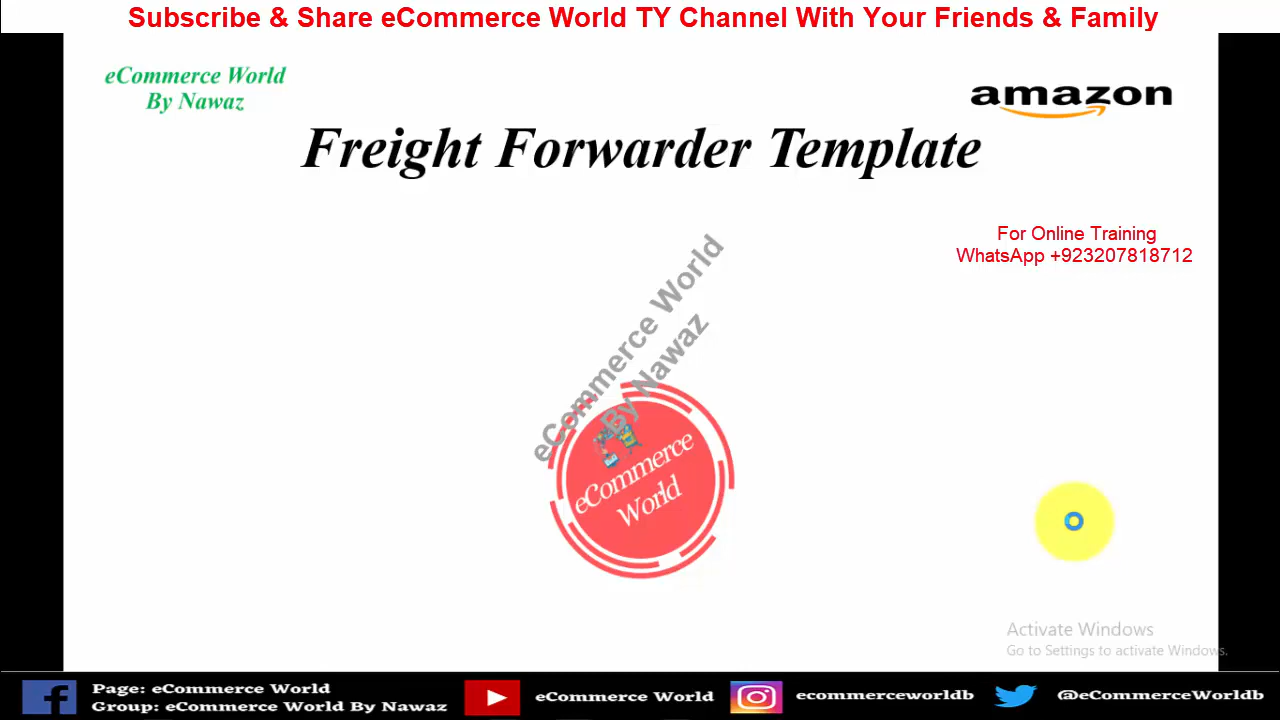 Subscribe & Share eCommerce World TY Channel With Your Friends & Family
eCommerce World
By Nawaz
amazon
Freight Forwarder Template
For Online Training
WhatsApp +923207818712
eCommerce World
By Nawaz
eCommerce
World
Activate Windows
Go to Settings to activate Windows.
Page: eCommerce World
Group: eCommerce World By Nawaz
eCommerce World
ecommerceworldb
@eCommerceWorldb